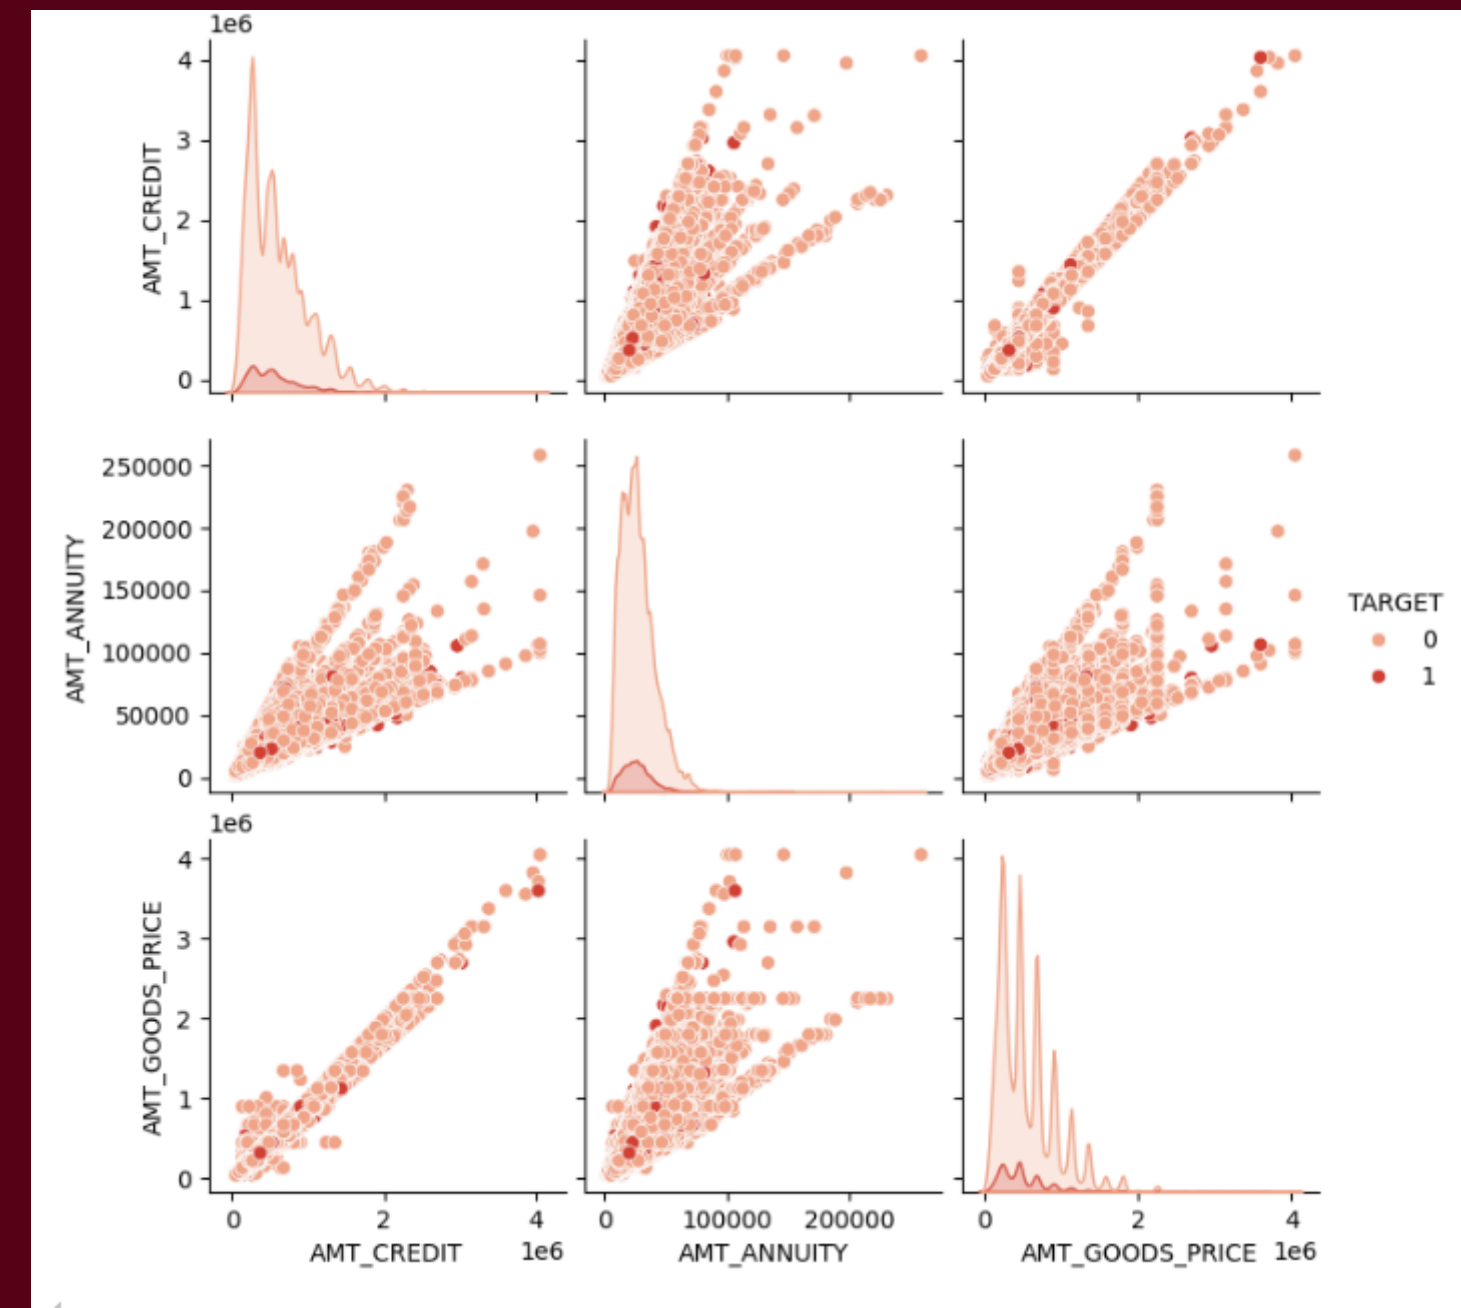 1e6
4
3
2
1
0
AMT_CREDIT
250000
200000
150000
100000
50000
0
AMT_ANNUITY
TARGET
0
1
1e6
4
3
2
1
0
AMT_GOODS_PRICE
0 2 4
AMT_CREDIT 1e6
0 100000 200000
AMT_ANNUITY
0 2 4
AMT_GOODS_PRICE 1e6